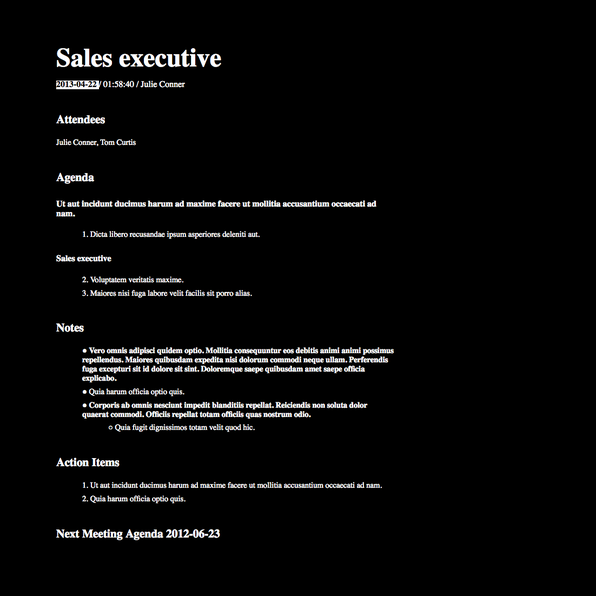 Sales executive
2013-04-22 / 01:58:40 / Julie Conner
Attendees
Julie Conner, Tom Curtis
Agenda
Ut aut incidunt ducimus harum ad maxime facere ut mollitia accusantium occaecati ad
nam.
1. Dicta libero recusandae ipsum asperiores deleniti aut.
Sales executive
2. Voluptatem veritatis maxime.
3. Maiores nisi fuga labore velit facilis sit porro alias.
Notes
● Vero omnis adipisci quidem optio. Mollitia consequuntur eos debitis animi animi possimus
repellendus. Maiores quibusdam expedita nisi dolorum commodi neque ullam. Perferendis
fuga excepturi sit id dolore sit sint. Doloremque saepe quibusdam amet saepe officia
explicabo.
● Quia harum officia optio quis.
● Corporis ab omnis nesciunt impedit blanditiis repellat. Reiciendis non soluta dolor
quaerat commodi. Officiis repellat totam officiis quas nostrum odio.
○ Quia fugit dignissimos totam velit quod hic.
Action Items
1. Ut aut incidunt ducimus harum ad maxime facere ut mollitia accusantium occaecati ad nam.
2. Quia harum officia optio quis.
Next Meeting Agenda 2012-06-23